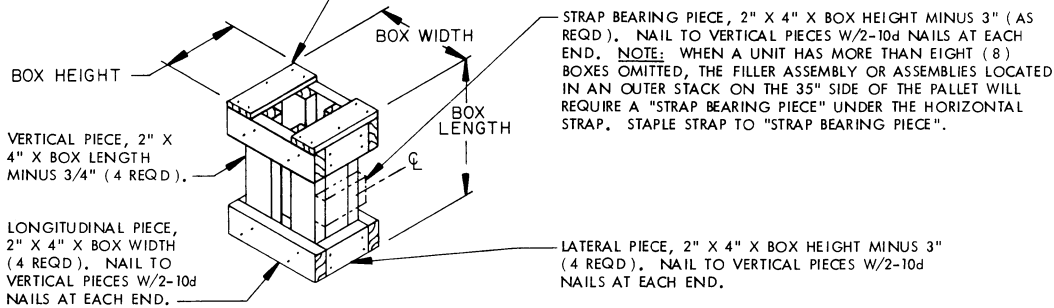 STRAP BEARING PIECE, 2" X 4" X BOX HEIGHT MINUS 3" (AS
REQD). NAIL TO VERTICAL PIECES W/2-10d NAILS AT EACH
END. NOTE: WHEN A UNIT HAS MORE THAN EIGHT (8)
BOXES OMITTED, THE FILLER ASSEMBLY OR ASSEMBLIES LOCATED
IN AN OUTER STACK ON THE 35" SIDE OF THE PALLET WILL
REQUIRE A "STRAP BEARING PIECE" UNDER THE HORIZONTAL
STRAP. STAPLE STRAP TO "STRAP BEARING PIECE".
BOX WIDTH
BOX HEIGHT
BOX
LENGTH
VERTICAL PIECE, 2" X
4" X BOX LENGTH
MINUS 3/4" (4 REQD).
℄
LONGITUDINAL PIECE,
2" X 4" X BOX WIDTH
(4 REQD). NAIL TO
VERTICAL PIECES W/2-10d
NAILS AT EACH END.
LATERAL PIECE, 2" X 4" X BOX HEIGHT MINUS 3"
(4 REQD). NAIL TO VERTICAL PIECES W/2-10d
NAILS AT EACH END.